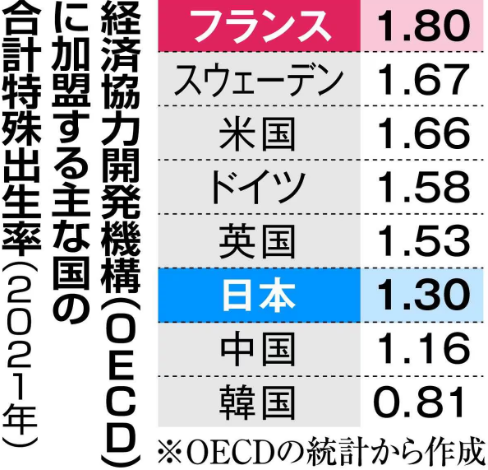 経済協力開発機構(OECD)
に加盟する主な国の
合計特殊出生率(2021年)
フランス 1.80
スウェーデン 1.67
米国 1.66
ドイツ 1.58
英国 1.53
日本 1.30
中国 1.16
韓国 0.81
※OECDの統計から作成